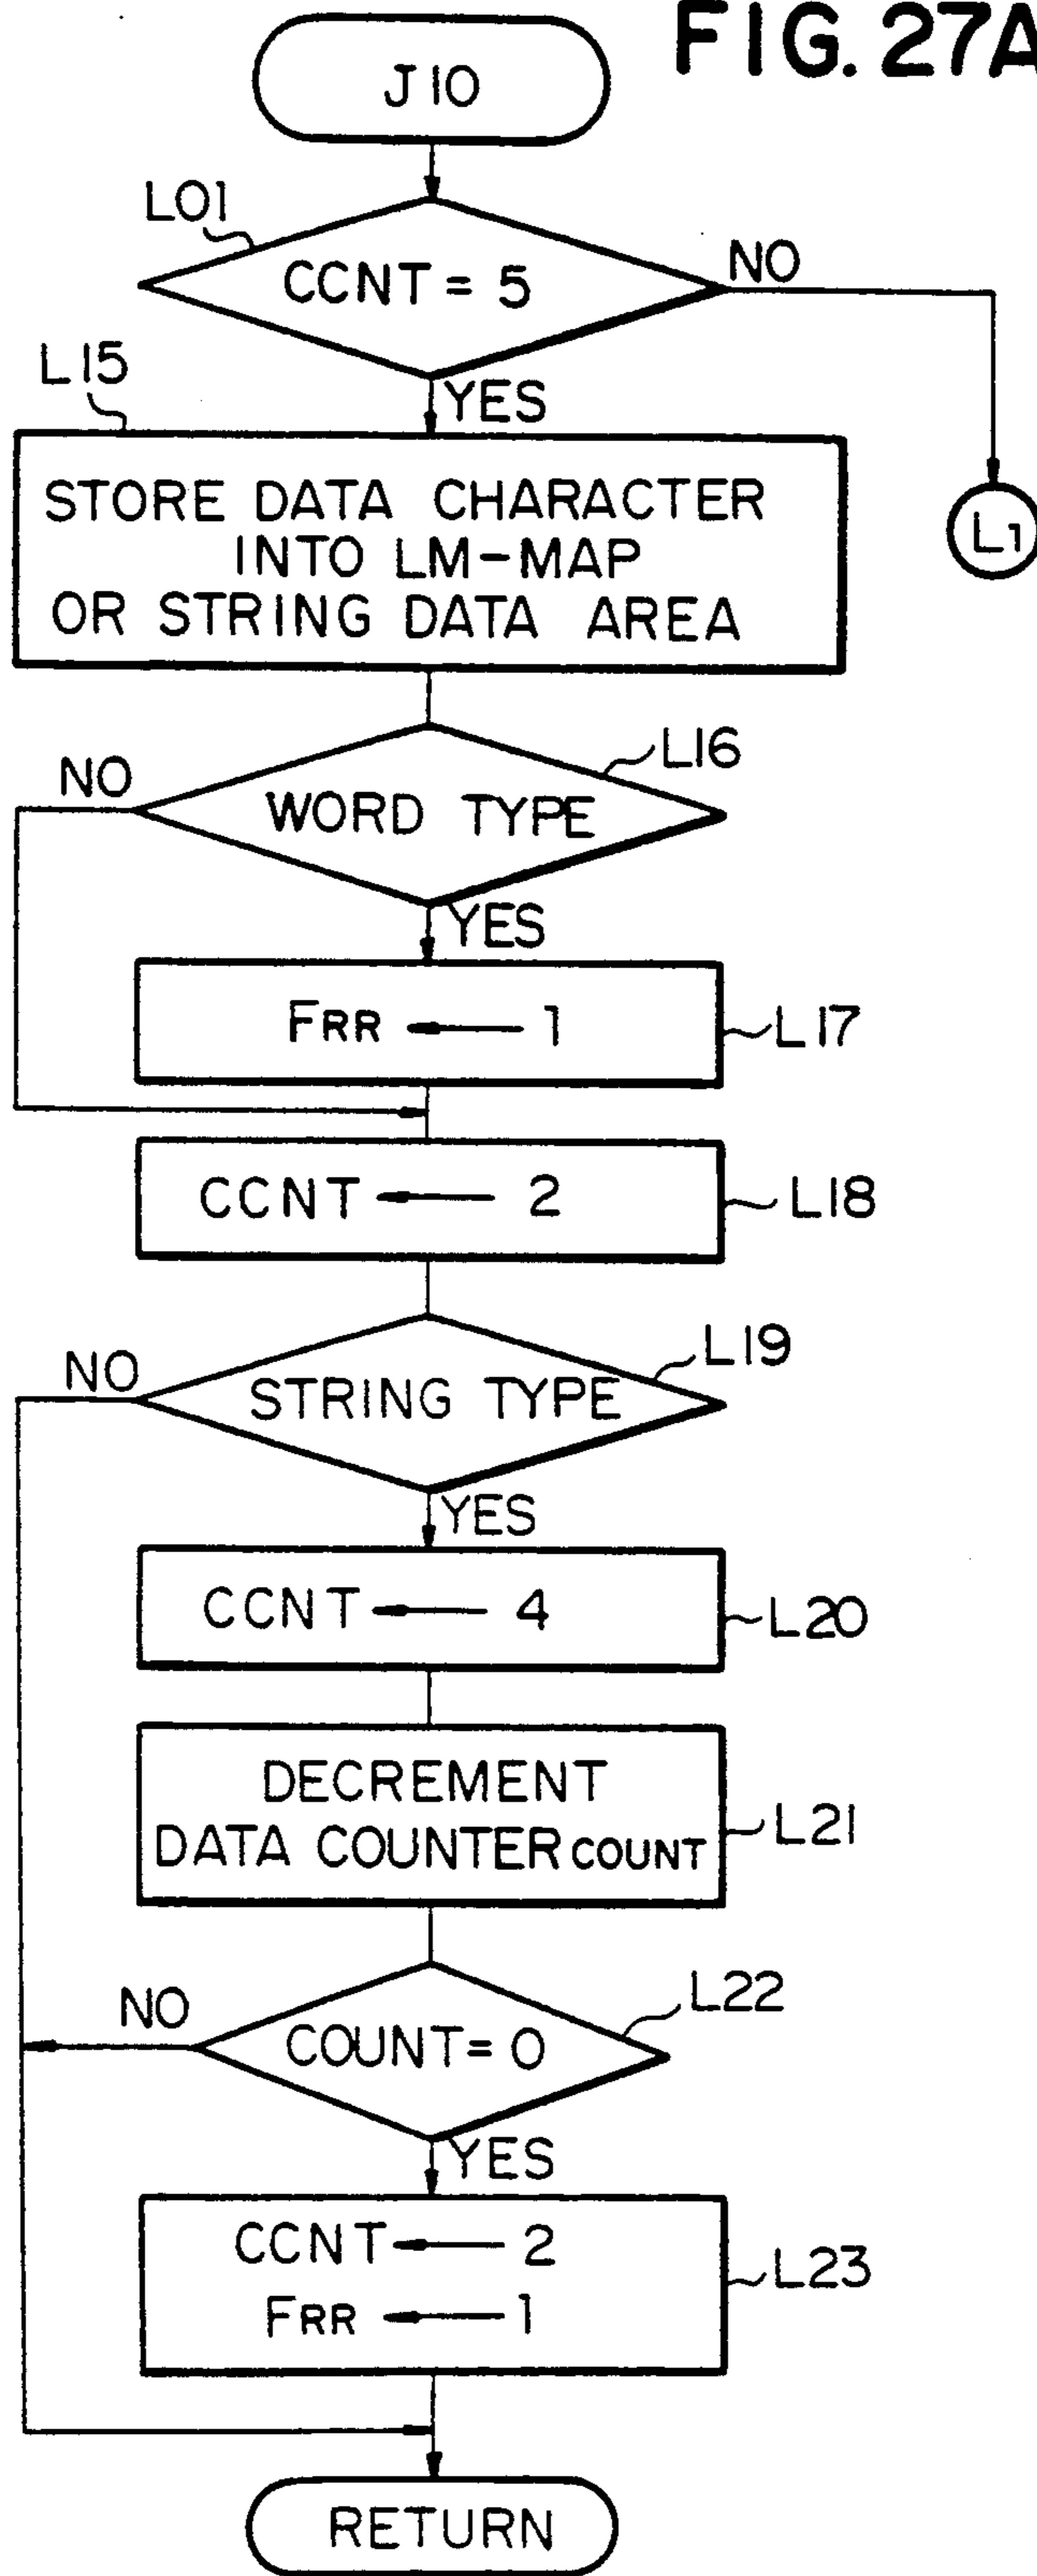 FIG. 27A
J10
L01
CCNT = 5
NO
L15
YES
STORE DATA CHARACTER
INTO LM-MAP
OR STRING DATA AREA
L1
L16
NO
WORD TYPE
YES
FRR ← 1
L17
CCNT ← 2
L18
L19
NO
STRING TYPE
YES
CCNT ← 4
L20
DECREMENT
DATA COUNTER COUNT
L21
L22
NO
COUNT = 0
YES
CCNT ← 2
FRR ← 1
L23
RETURN